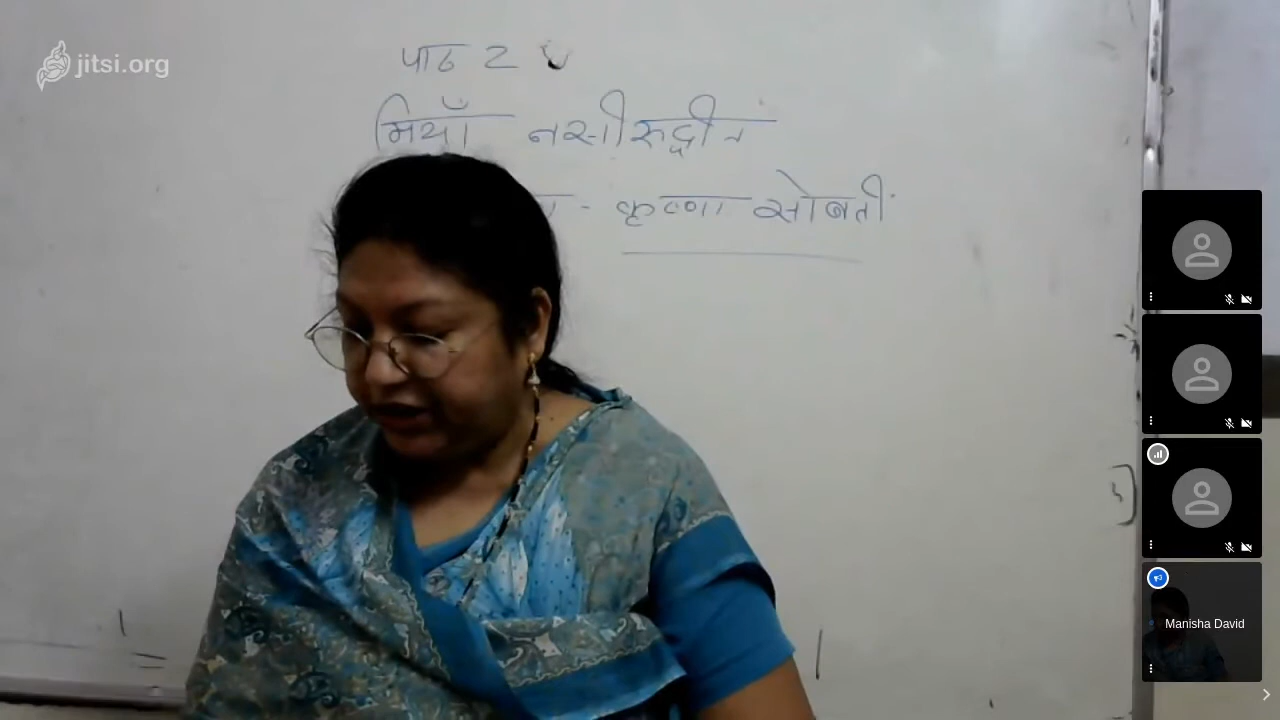 jitsi.org
पाठ 2
मियाँ नसीरुद्दीन
- कृष्णा सोबती
Manisha David